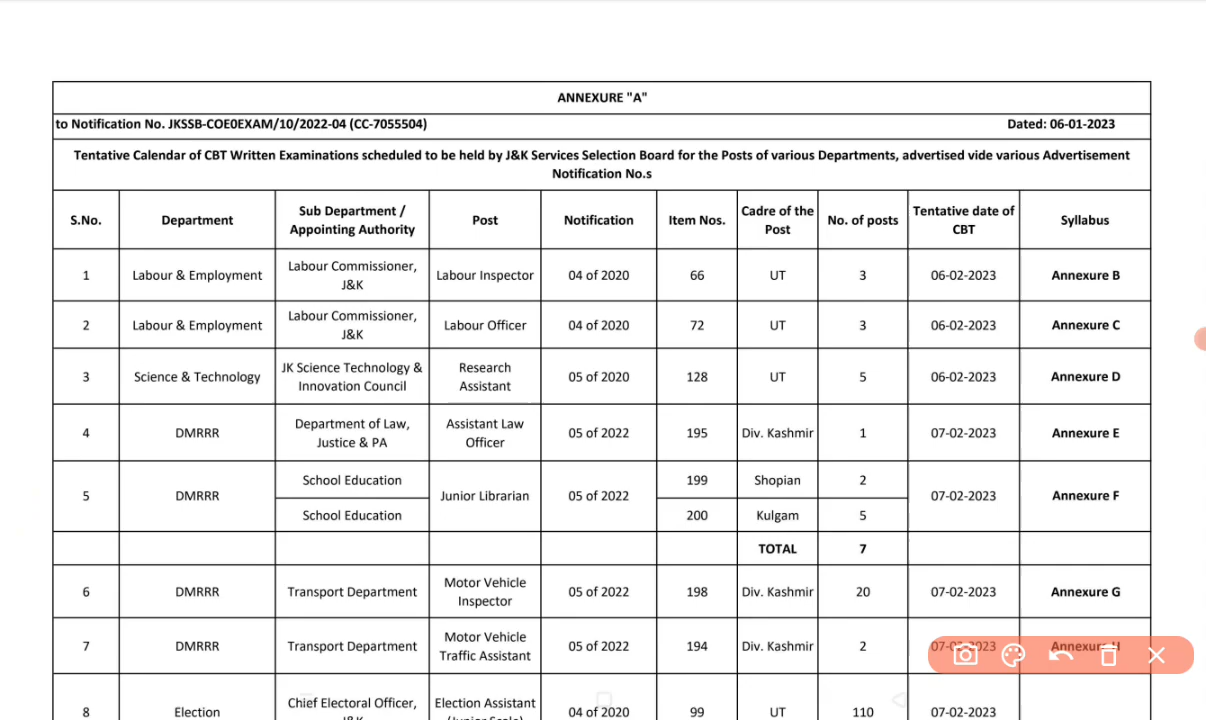 ANNEXURE "A"
to Notification No. JKSSB-COE0EXAM/10/2022-04 (CC-7055504) Dated: 06-01-2023
Tentative Calendar of CBT Written Examinations scheduled to be held by J&K Services Selection Board for the Posts of various Departments, advertised vide various Advertisement
Notification No.s
S.No. Department Sub Department / Appointing Authority Post Notification Item Nos. Cadre of the Post No. of posts Tentative date of CBT Syllabus
1 Labour & Employment Labour Commissioner, J&K Labour Inspector 04 of 2020 66 UT 3 06-02-2023 Annexure B
2 Labour & Employment Labour Commissioner, J&K Labour Officer 04 of 2020 72 UT 3 06-02-2023 Annexure C
3 Science & Technology JK Science Technology & Innovation Council Research Assistant 05 of 2020 128 UT 5 06-02-2023 Annexure D
4 DMRRR Department of Law, Justice & PA Assistant Law Officer 05 of 2022 195 Div. Kashmir 1 07-02-2023 Annexure E
5 DMRRR School Education Junior Librarian 05 of 2022 199 Shopian 2 07-02-2023 Annexure F
School Education 200 Kulgam 5
TOTAL 7
6 DMRRR Transport Department Motor Vehicle Inspector 05 of 2022 198 Div. Kashmir 20 07-02-2023 Annexure G
7 DMRRR Transport Department Motor Vehicle Traffic Assistant 05 of 2022 194 Div. Kashmir 2 07-02-2023 Annexure H
8 Election Chief Electoral Officer, Election Assistant 04 of 2020 99 UT 110 07-02-2023